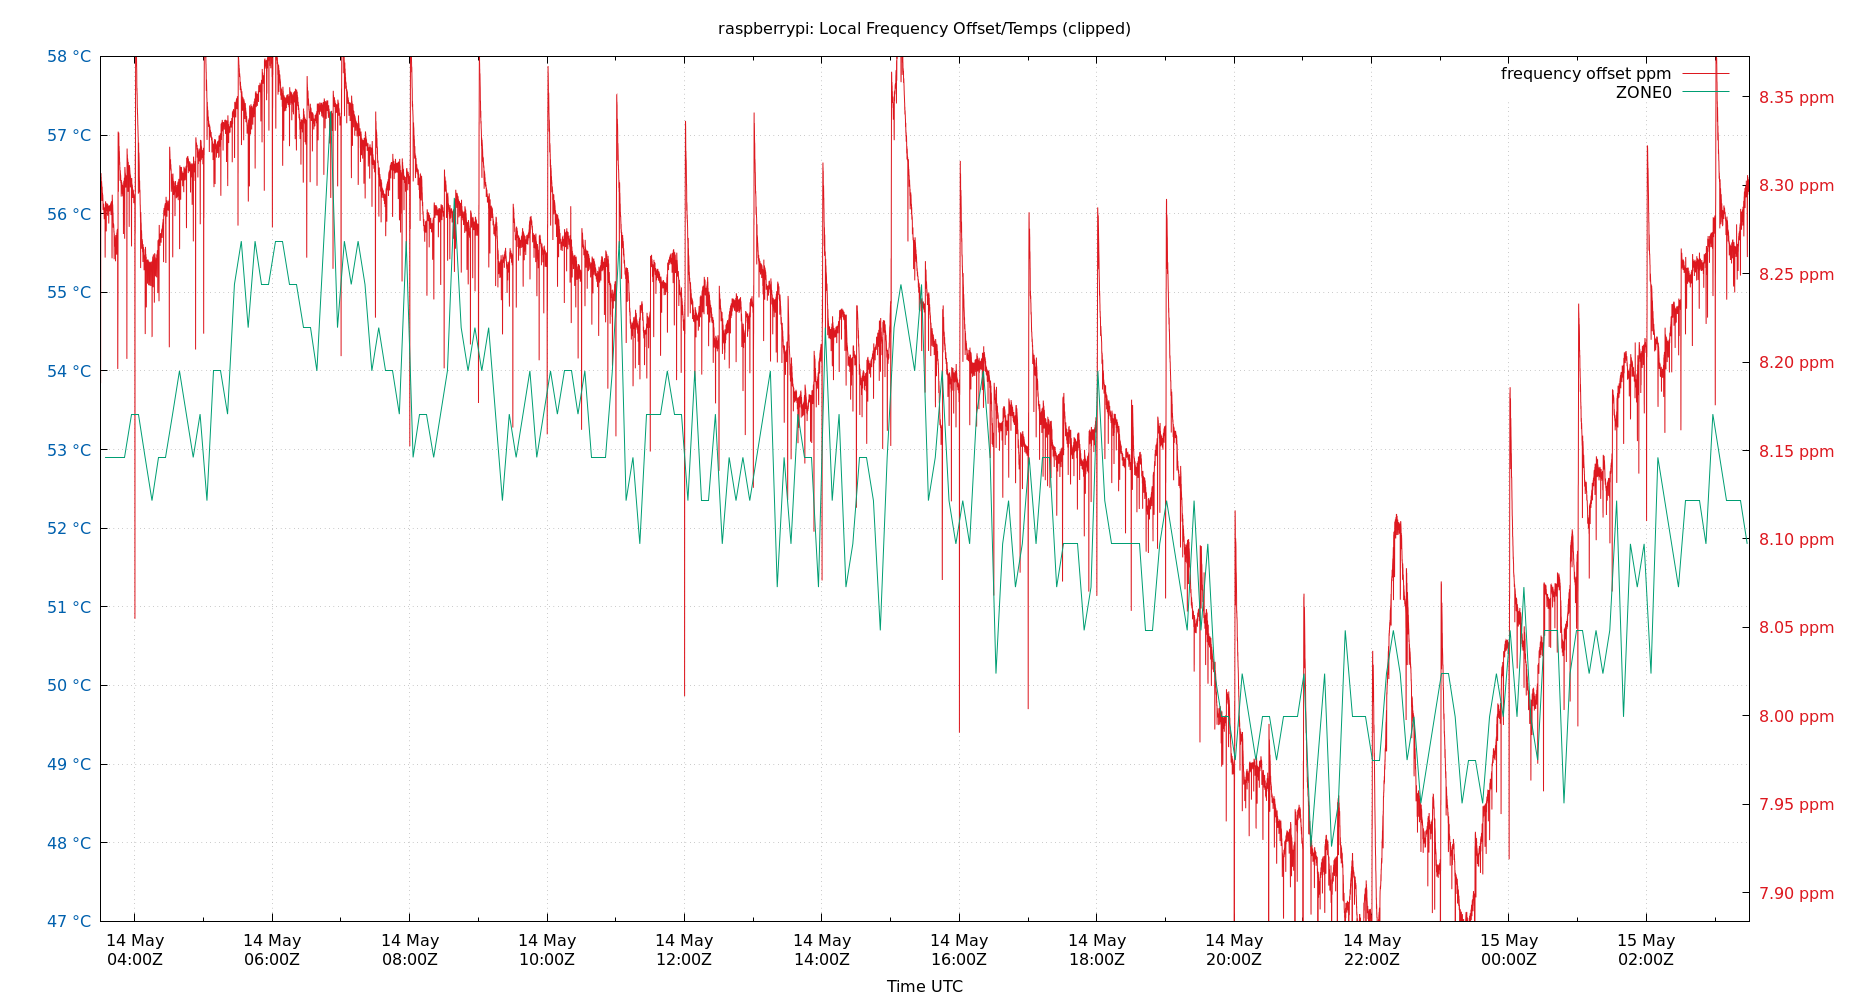 raspberrypi: Local Frequency Offset/Temps (clipped)
frequency offset ppm
ZONE0
58 °C
57 °C
56 °C
55 °C
54 °C
53 °C
52 °C
51 °C
50 °C
49 °C
48 °C
47 °C
8.35 ppm
8.30 ppm
8.25 ppm
8.20 ppm
8.15 ppm
8.10 ppm
8.05 ppm
8.00 ppm
7.95 ppm
7.90 ppm
14 May 14 May 14 May 14 May 14 May 14 May 14 May 14 May 14 May 14 May 15 May 15 May
04:00Z 06:00Z 08:00Z 10:00Z 12:00Z 14:00Z 16:00Z 18:00Z 20:00Z 22:00Z 00:00Z 02:00Z
Time UTC